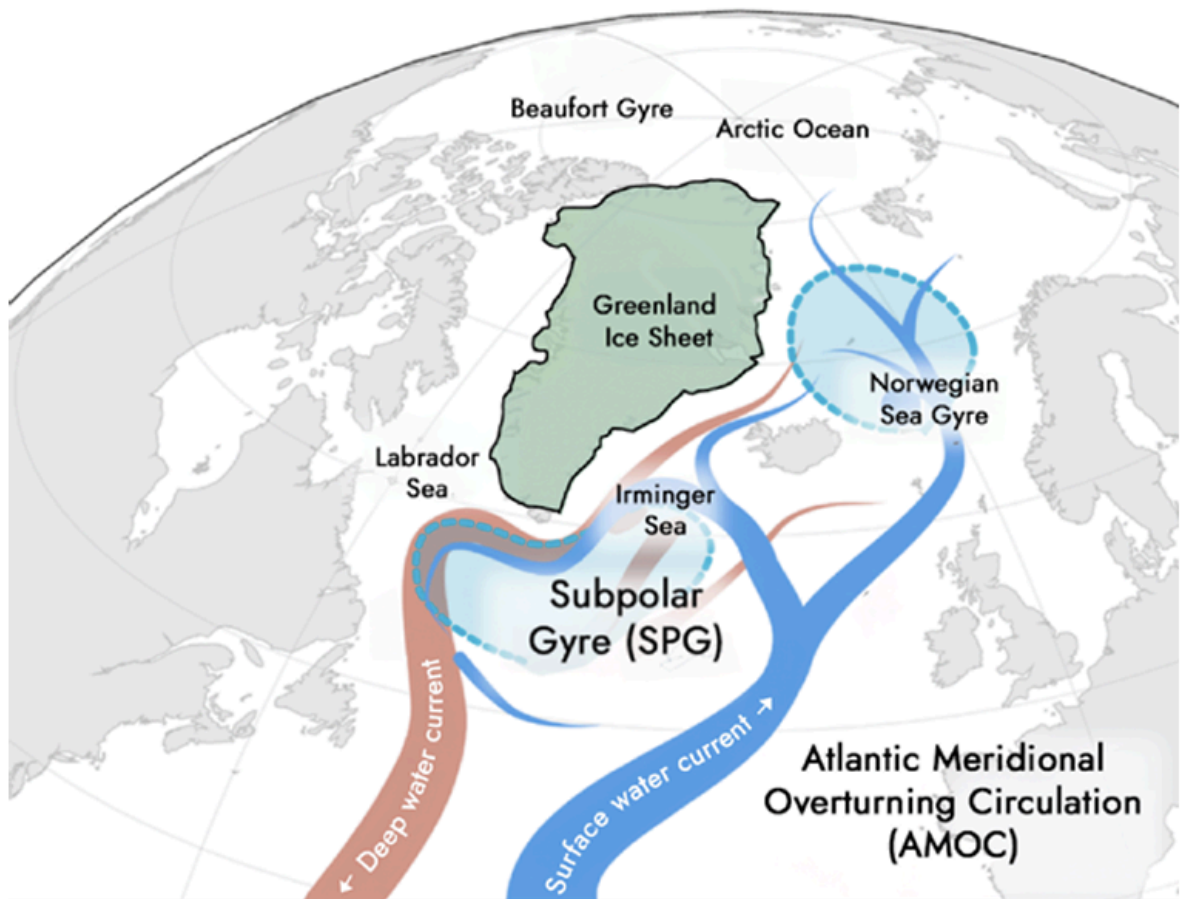 Beaufort Gyre
Arctic Ocean
Greenland
Ice Sheet
Norwegian
Sea Gyre
Labrador
Sea
Irminger
Sea
Subpolar
Gyre (SPG)
← Deep water current
Surface water current →
Atlantic Meridional
Overturning Circulation
(AMOC)